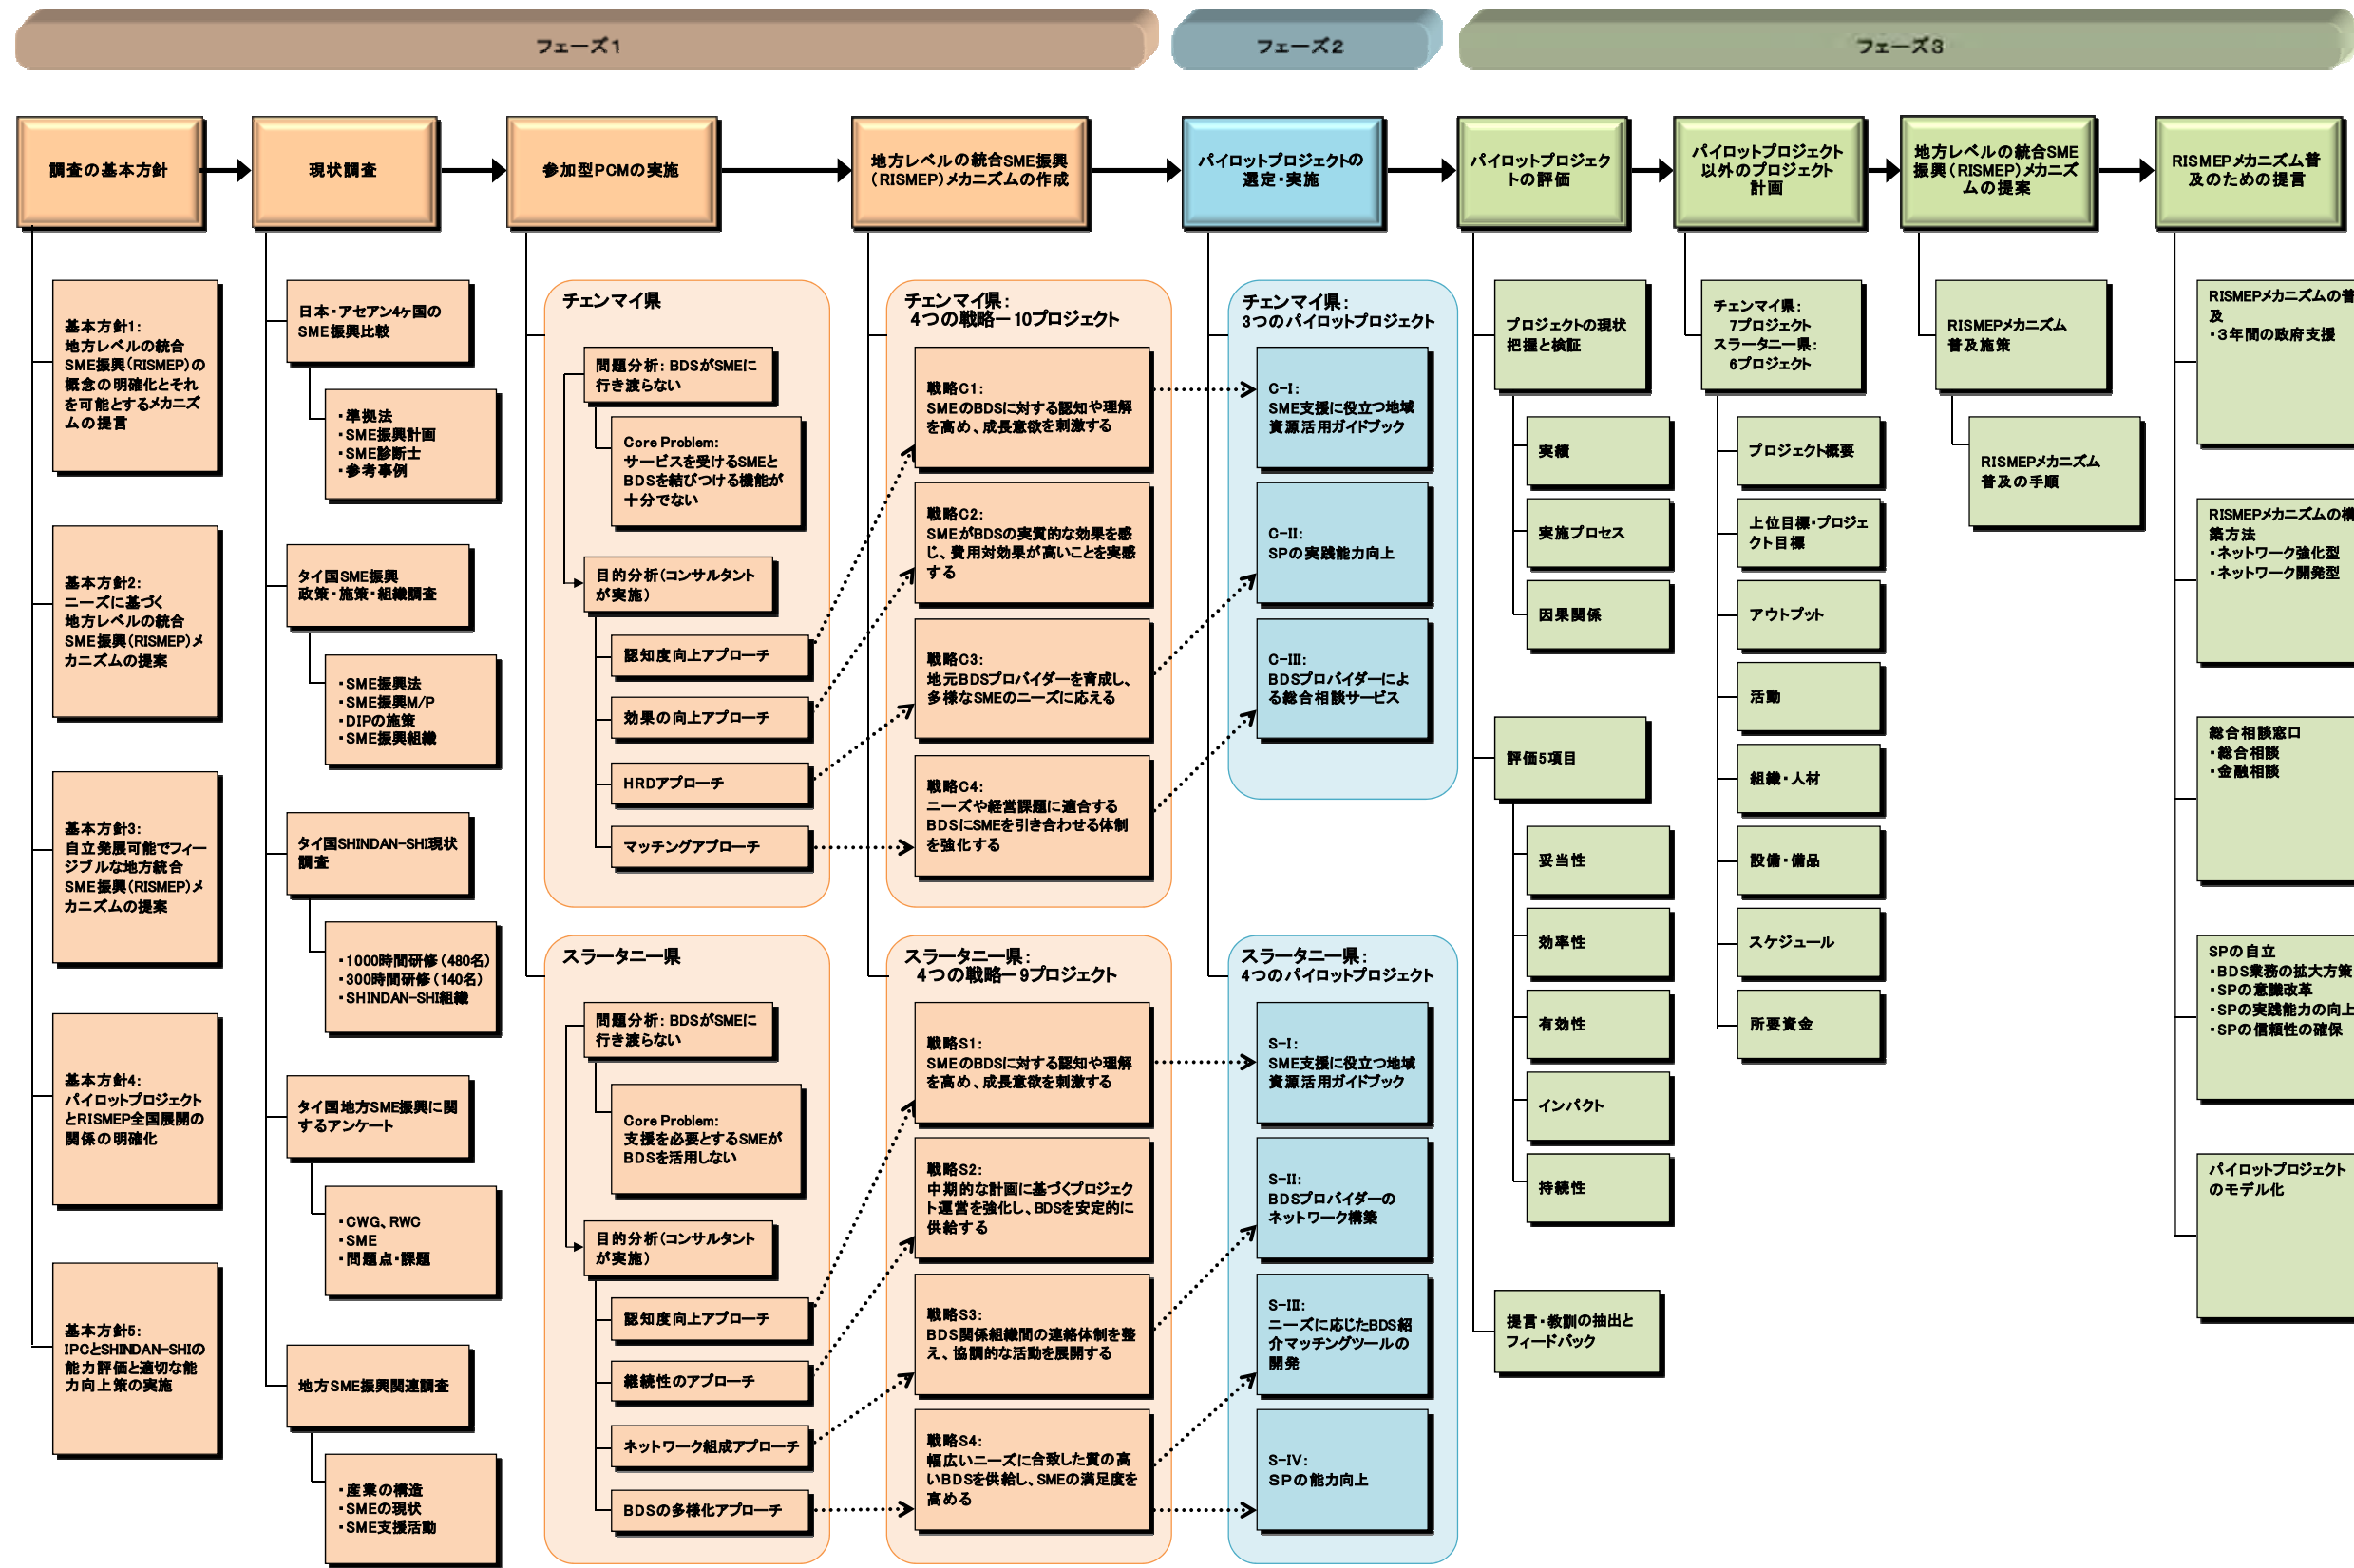 フェーズ1
フェーズ2
フェーズ3
調査の基本方針
現状調査
参加型PCMの実施
地方レベルの統合SME振興
(RISMEP)メカニズムの作成
パイロットプロジェクトの
選定・実施
パイロットプロジェク
トの評価
パイロットプロジェクト
以外のプロジェクト
計画
地方レベルの統合SME
振興(RISMEP)メカニズ
ムの提案
RISMEPメカニズム普
及のための提言
基本方針1:
地方レベルの統合
SME振興(RISMEP)の
概念の明確化とそれ
を可能とするメカニズ
ムの提言
基本方針2:
ニーズに基づく
地方レベルの統合
SME振興(RISMEP)メ
カニズムの提案
基本方針3:
自立発展可能でフィー
ジブルな地方統合
SME振興(RISMEP)メ
カニズムの提案
基本方針4:
パイロットプロジェクト
とRISMEP全国展開の
関係の明確化
基本方針5:
IPCとSHINDAN-SHIの
能力評価と適切な能
力向上策の実施
日本・アセアン4ヶ国の
SME振興比較
・準拠法
・SME振興計画
・SME診断士
・参考事例
タイ国SME振興
政策・施策・組織調査
・SME振興法
・SME振興M/P
・DIPの施策
・SME振興組織
タイ国SHINDAN-SHI現状
調査
・1000時間研修(480名)
・300時間研修(140名)
・SHINDAN-SHI組織
タイ国地方SME振興に関
するアンケート
・CWG、RWC
・SME
・問題点・課題
地方SME振興関連調査
・産業の構造
・SMEの現状
・SME支援活動
チェンマイ県
問題分析: BDSがSMEに
行き渡らない
Core Problem:
サービスを受けるSMEと
BDSを結びつける機能が
十分でない
目的分析(コンサルタント
が実施)
認知度向上アプローチ
効果の向上アプローチ
HRDアプローチ
マッチングアプローチ
スラータニー県
問題分析: BDSがSMEに
行き渡らない
Core Problem:
支援を必要とするSMEが
BDSを活用しない
目的分析(コンサルタント
が実施)
認知度向上アプローチ
継続性のアプローチ
ネットワーク組成アプローチ
BDSの多様化アプローチ
チェンマイ県:
4つの戦略ー10プロジェクト
戦略C1:
SMEのBDSに対する認知や理解
を高め、成長意欲を刺激する
戦略C2:
SMEがBDSの実質的な効果を感
じ、費用対効果が高いことを実感
する
戦略C3:
地元BDSプロバイダーを育成し、
多様なSMEのニーズに応える
戦略C4:
ニーズや経営課題に適合する
BDSにSMEを引き合わせる体制
を強化する
スラータニー県:
4つの戦略ー9プロジェクト
戦略S1:
SMEのBDSに対する認知や理解
を高め、成長意欲を刺激する
戦略S2:
中期的な計画に基づくプロジェク
ト運営を強化し、BDSを安定的に
供給する
戦略S3:
BDS関係組織間の連絡体制を整
え、協調的な活動を展開する
戦略S4:
幅広いニーズに合致した質の高
いBDSを供給し、SMEの満足度を
高める
チェンマイ県:
3つのパイロットプロジェクト
C-I:
SME支援に役立つ地域
資源活用ガイドブック
C-II:
SPの実践能力向上
C-III:
BDSプロバイダーによ
る総合相談サービス
スラータニー県:
4つのパイロットプロジェクト
S-I:
SME支援に役立つ地域
資源活用ガイドブック
S-II:
BDSプロバイダーの
ネットワーク構築
S-III:
ニーズに応じたBDS紹
介マッチングツールの
開発
S-IV:
SPの能力向上
プロジェクトの現状
把握と検証
実績
実施プロセス
因果関係
評価5項目
妥当性
効率性
有効性
インパクト
持続性
提言・教訓の抽出と
フィードバック
チェンマイ県:
7プロジェクト
スラータニー県:
6プロジェクト
プロジェクト概要
上位目標・プロジェ
クト目標
アウトプット
活動
組織・人材
設備・備品
スケジュール
所要資金
RISMEPメカニズム
普及施策
RISMEPメカニズム
普及の手順
RISMEPメカニズムの普
及
・3年間の政府支援
RISMEPメカニズムの構
築方法
・ネットワーク強化型
・ネットワーク開発型
総合相談窓口
・総合相談
・金融相談
SPの自立
・BDS業務の拡大方策
・SPの意識改革
・SPの実践能力の向上
・SPの信頼性の確保
パイロットプロジェクト
のモデル化